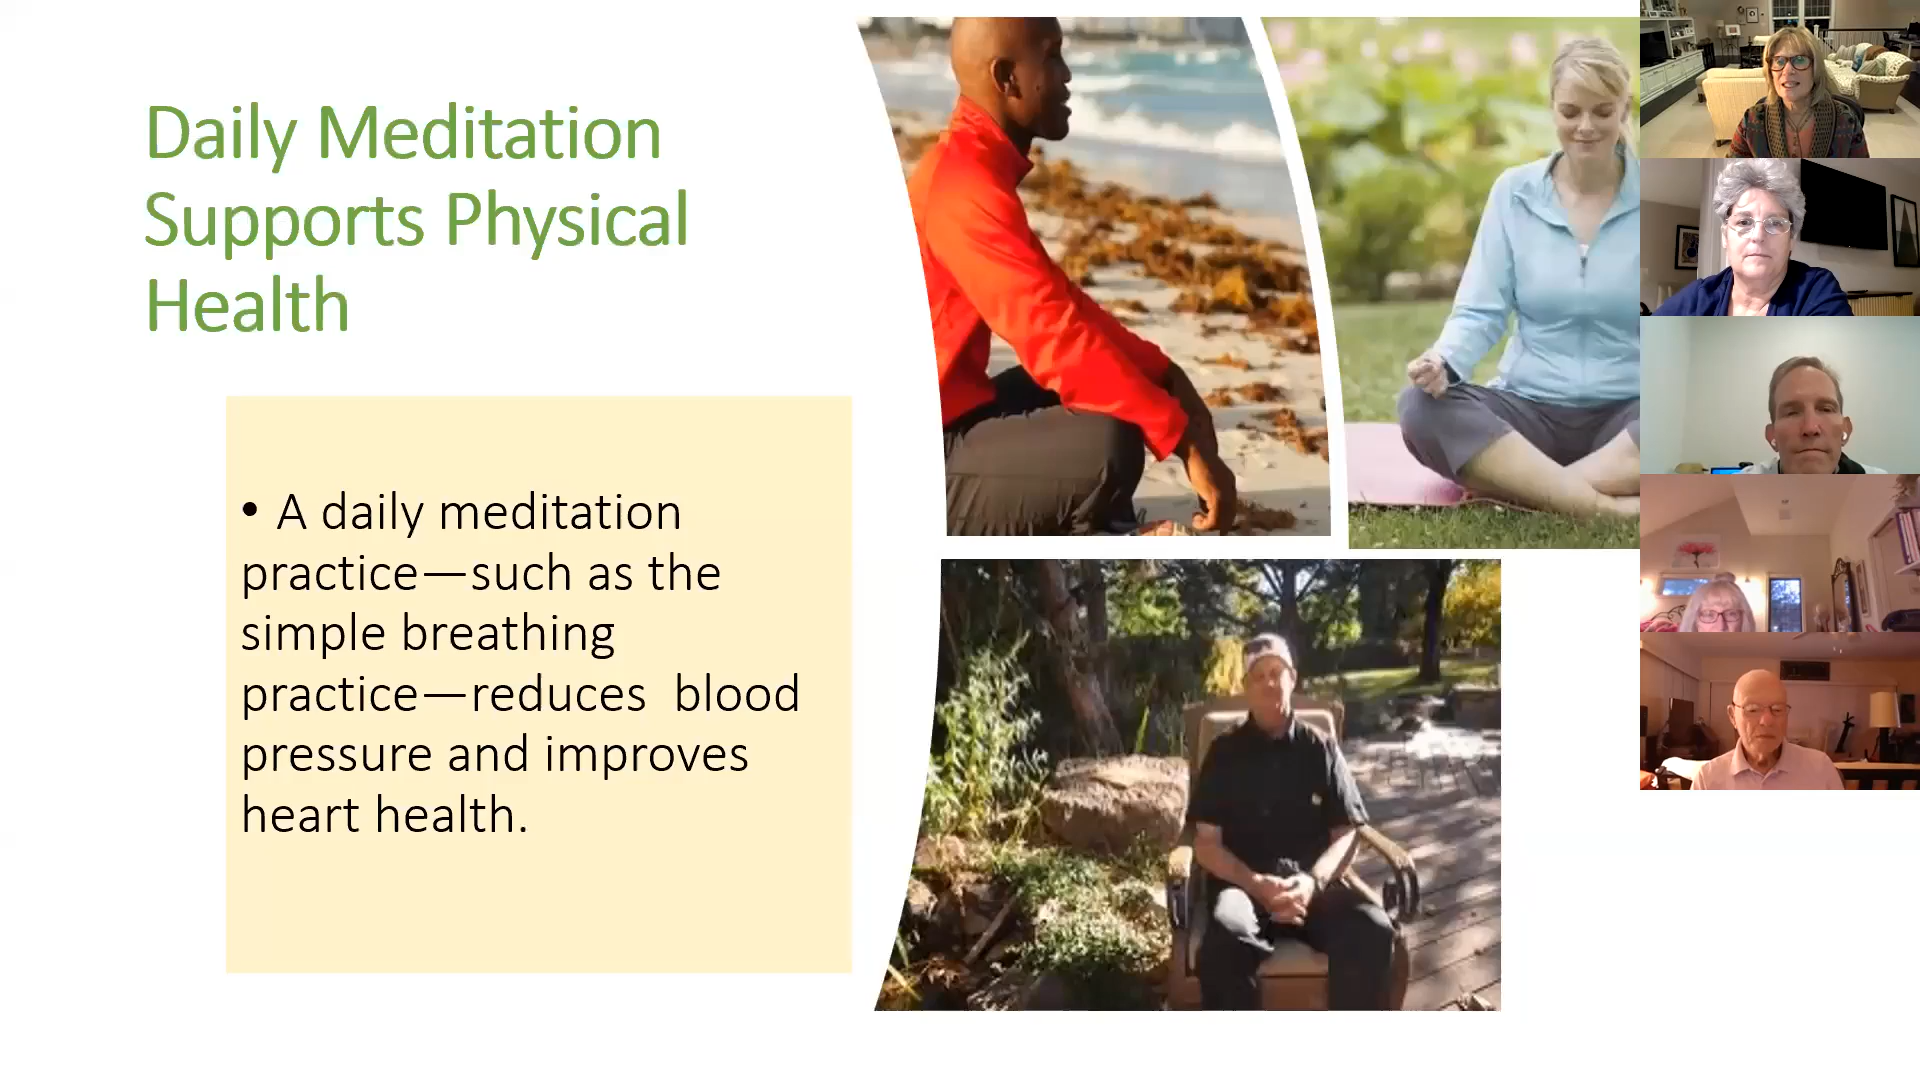 Daily Meditation
Supports Physical
Health
• A daily meditation
practice—such as the
simple breathing
practice—reduces  blood
pressure and improves
heart health.